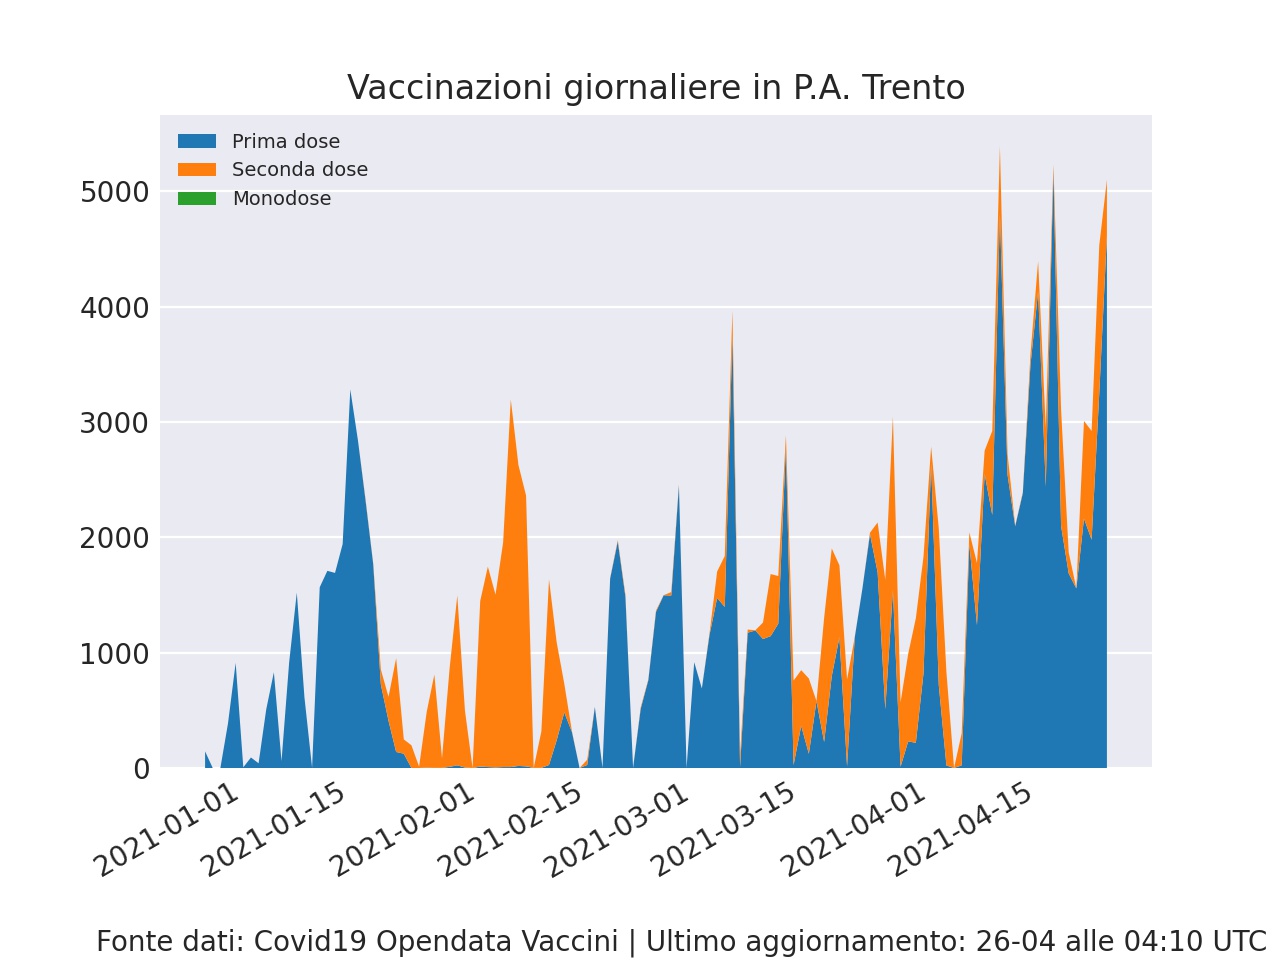 Vaccinazioni giornaliere in P.A. Trento
Prima dose
Seconda dose
Monodose
5000
4000
3000
2000
1000
0
2021-01-01
2021-01-15
2021-02-01
2021-02-15
2021-03-01
2021-03-15
2021-04-01
2021-04-15
Fonte dati: Covid19 Opendata Vaccini | Ultimo aggiornamento: 26-04 alle 04:10 UTC